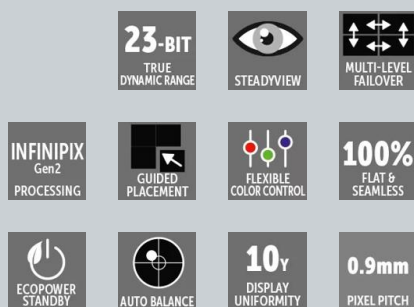 23-BIT
TRUE
DYNAMIC RANGE
STEADYVIEW
MULTI-LEVEL
FAILOVER
INFINIPIX
Gen2
PROCESSING
GUIDED
PLACEMENT
FLEXIBLE
COLOR CONTROL
100%
FLAT &
SEAMLESS
ECOPOWER
STANDBY
AUTO BALANCE
10Y
DISPLAY
UNIFORMITY
0.9mm
PIXEL PITCH